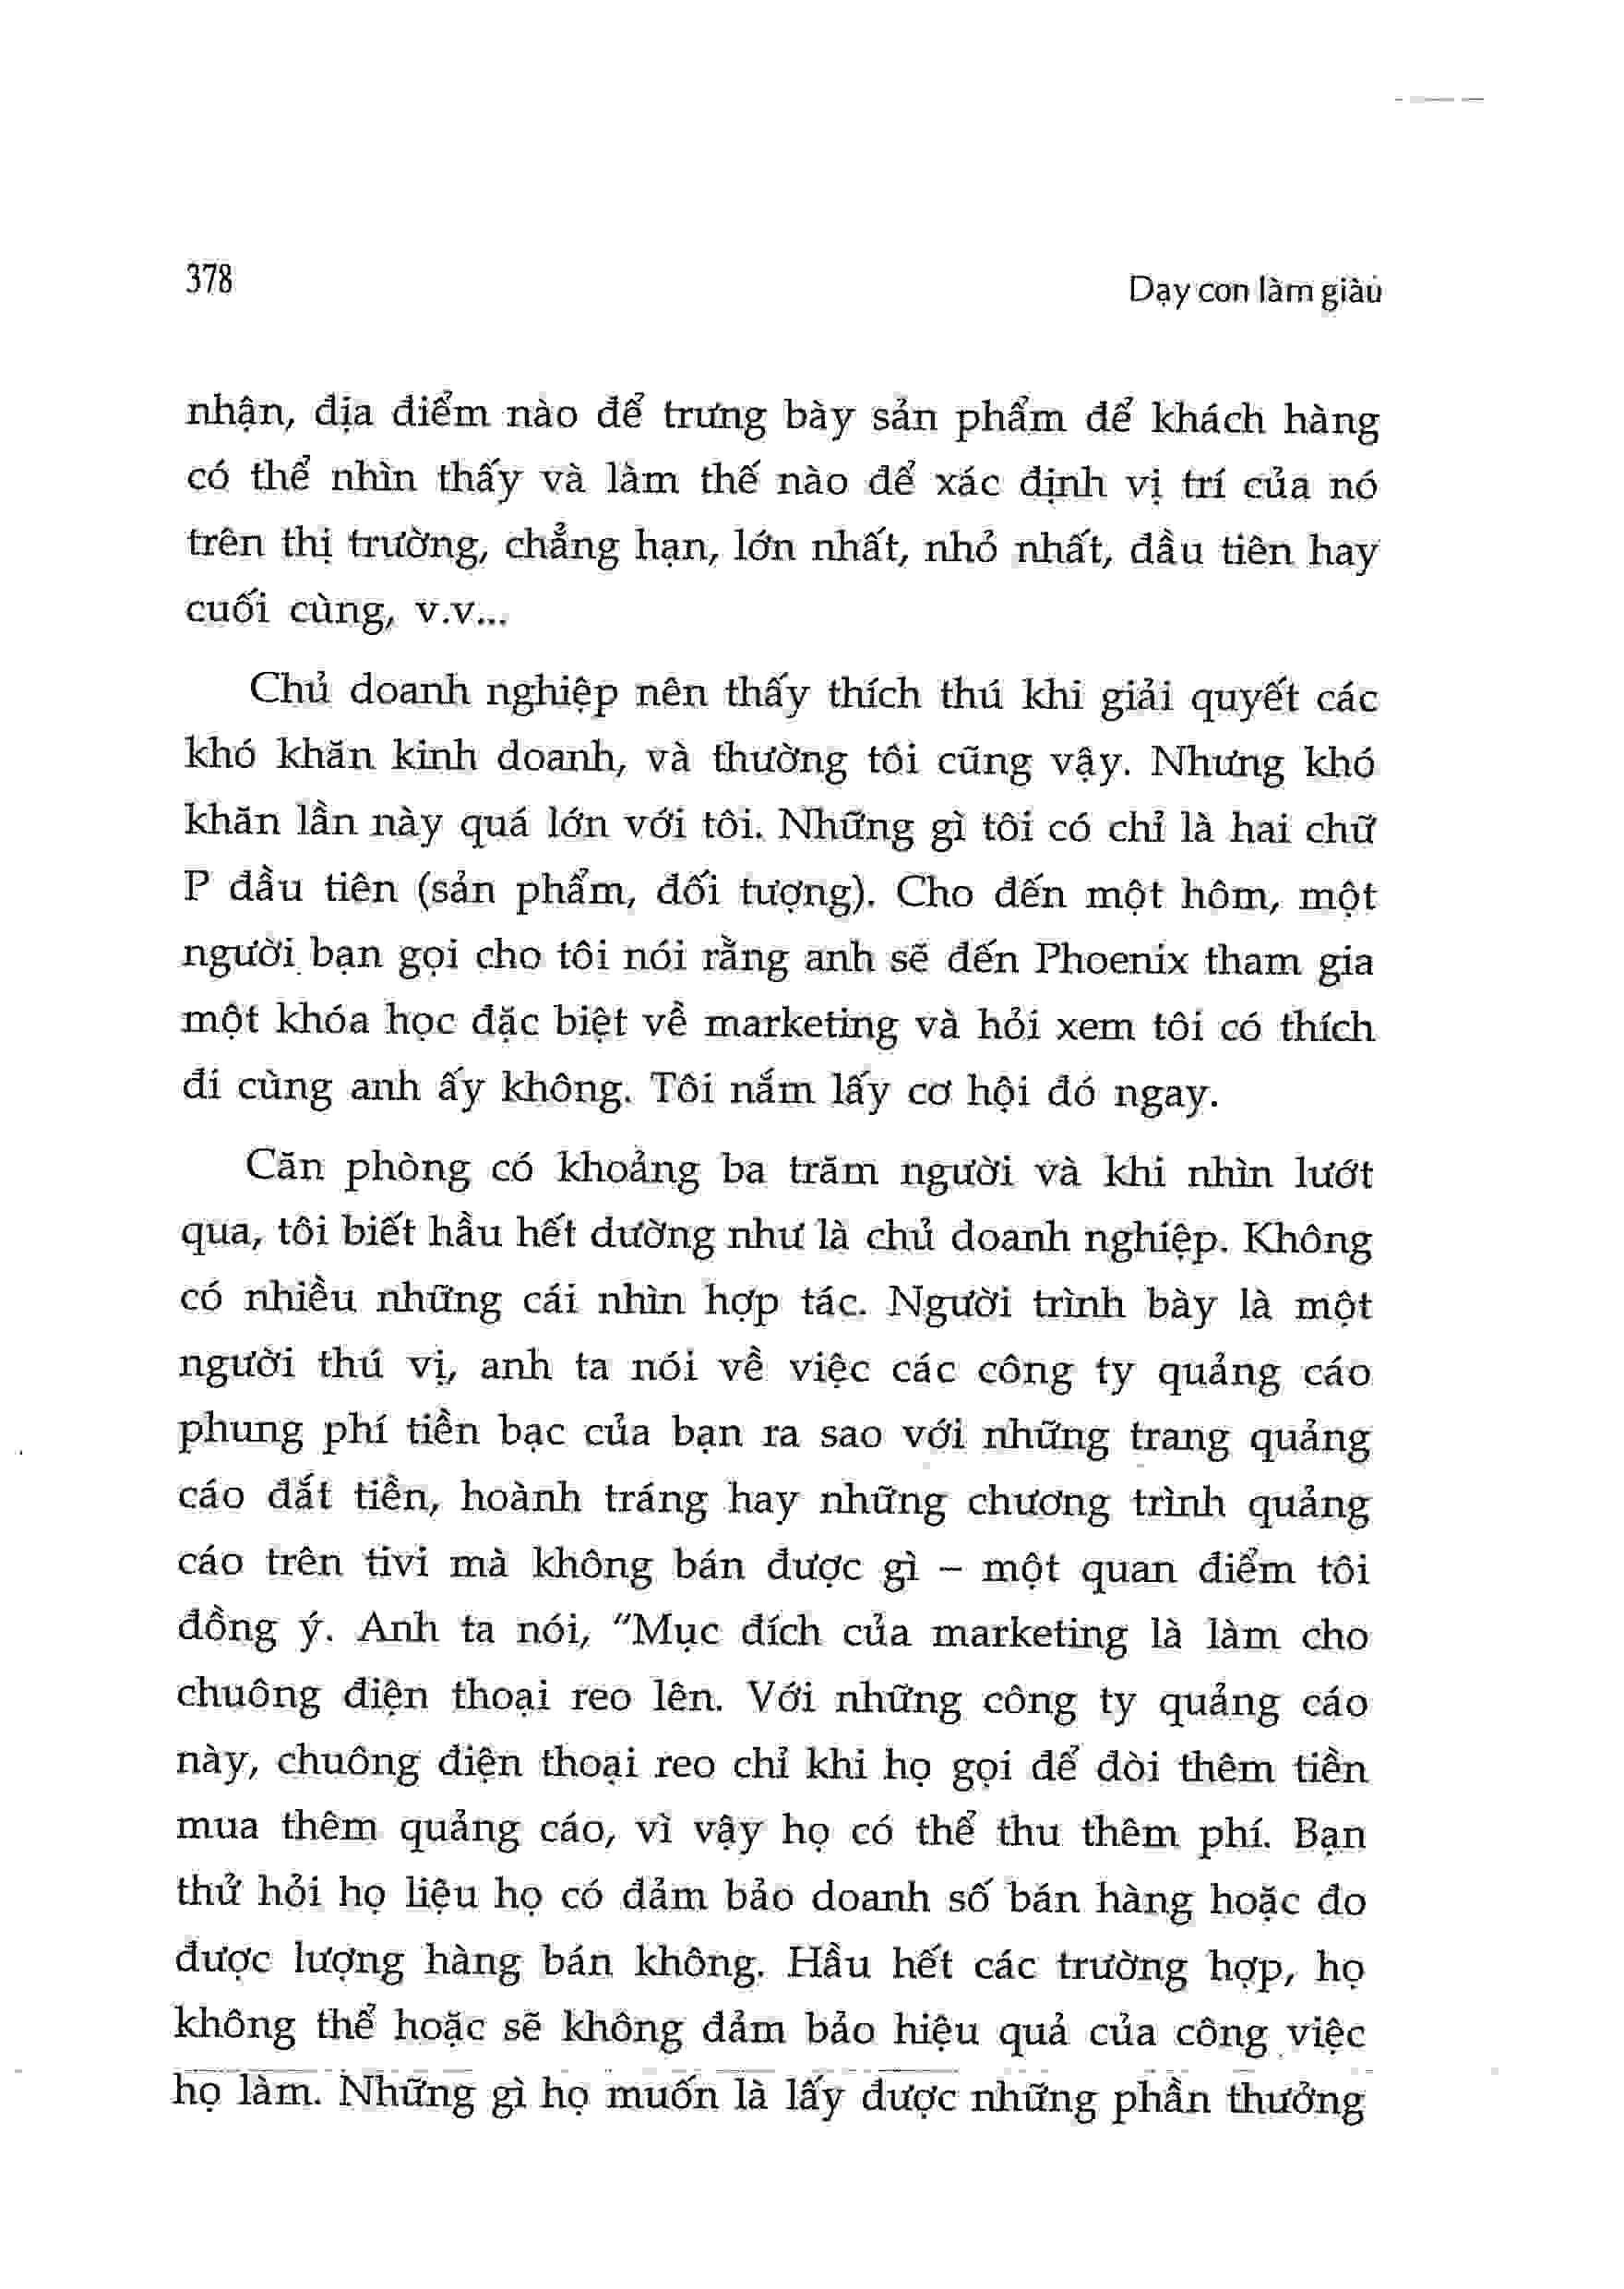 378
Dạy con làm giàu
nhận, địa điểm nào để trưng bày sản phẩm để khách hàng
có thể nhìn thấy và làm thế nào để xác định vị trí của nó
trên thị trường, chẳng hạn, lớn nhất, nhỏ nhất, đầu tiên hay
cuối cùng, v.v...
Chủ doanh nghiệp nên thấy thích thú khi giải quyết các
khó khăn kinh doanh, và thường tôi cũng vậy. Nhưng khó
khăn lần này quá lớn với tôi. Những gì tôi có chỉ là hai chữ
P đầu tiên (sản phẩm, đối tượng). Cho đến một hôm, một
người bạn gọi cho tôi nói rằng anh sẽ đến Phoenix tham gia
một khóa học đặc biệt về marketing và hỏi xem tôi có thích
đi cùng anh ấy không. Tôi nắm lấy cơ hội đó ngay.
Căn phòng có khoảng ba trăm người và khi nhìn lướt
qua, tôi biết hầu hết dường như là chủ doanh nghiệp. Không
có nhiều những cái nhìn hợp tác. Người trình bày là một
người thú vị, anh ta nói về việc các công ty quảng cáo
phung phí tiền bạc của bạn ra sao với những trang quảng
cáo đắt tiền, hoành tráng hay những chương trình quảng
cáo trên tivi mà không bán được gì – một quan điểm tôi
đồng ý. Anh ta nói, "Mục đích của marketing là làm cho
chuông điện thoại reo lên. Với những công ty quảng cáo
này, chuông điện thoại reo chỉ khi họ gọi để đòi thêm tiền
mua thêm quảng cáo, vì vậy họ có thể thu thêm phí. Bạn
thử hỏi họ liệu họ có đảm bảo doanh số bán hàng hoặc đo
được lượng hàng bán không. Hầu hết các trường hợp, họ
không thể hoặc sẽ không đảm bảo hiệu quả của công việc
họ làm. Những gì họ muốn là lấy được những phần thưởng